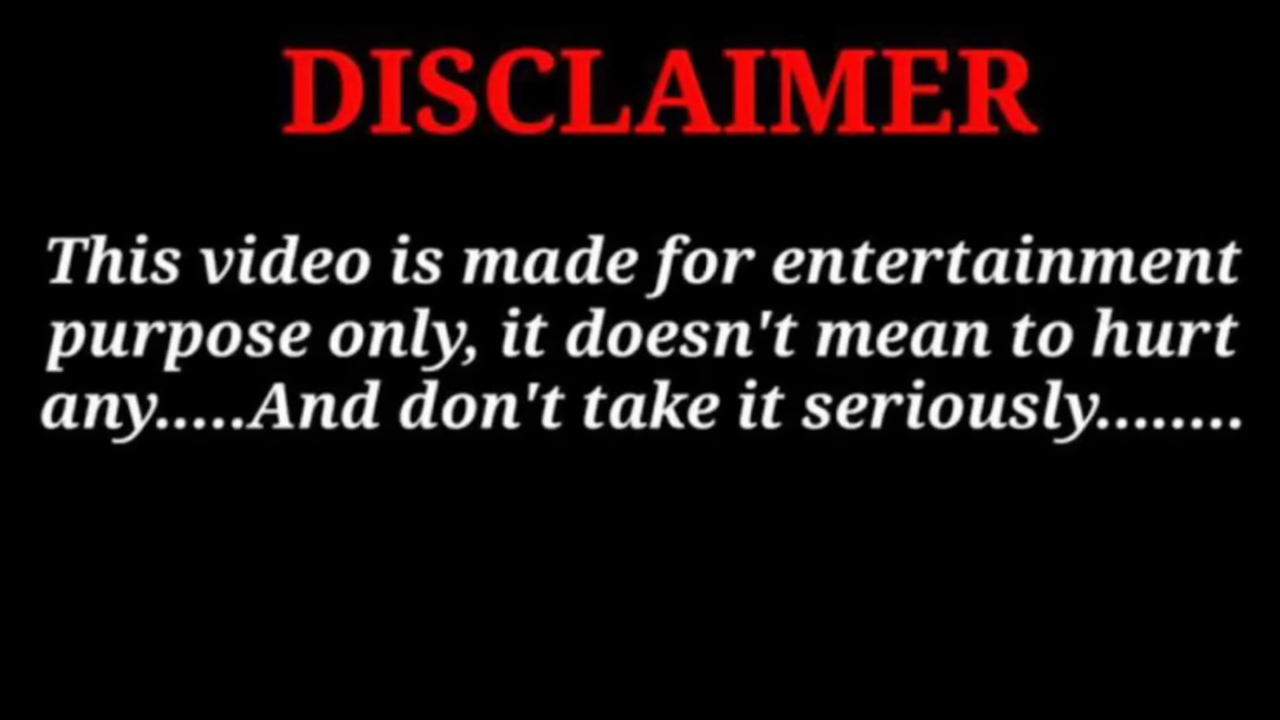 DISCLAIMER
This video is made for entertainment
purpose only, it doesn't mean to hurt
any.....And don't take it seriously........